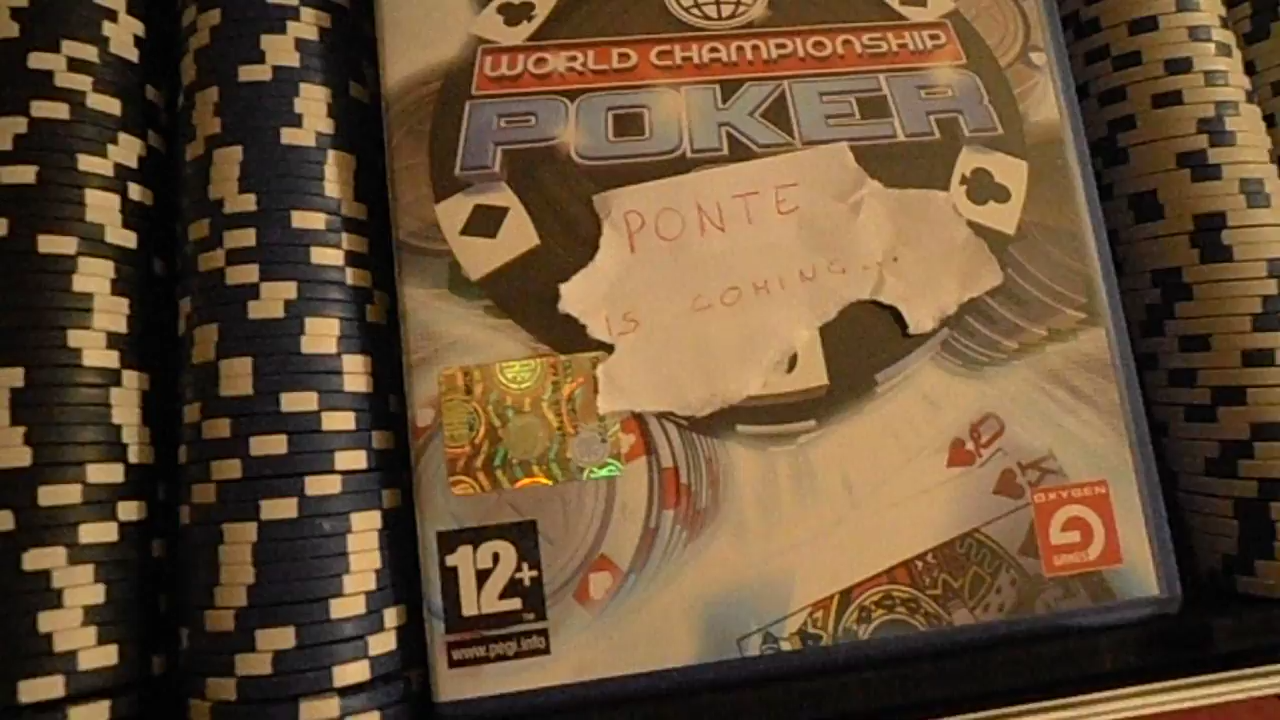 WORLD CHAMPIONSHIP
POKER
PONTE
IS COMING...
Q
K
OXYGEN
GAMES
12+
www.pegi.info